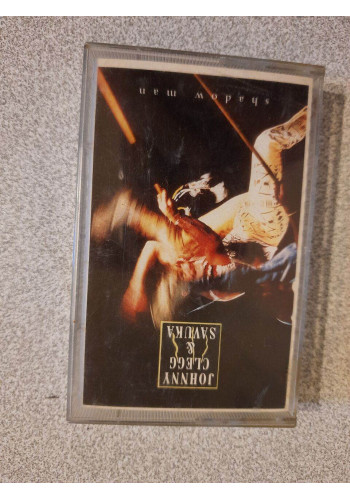 JOHNNY
CLEGG
&
SAVUKA
shadow man